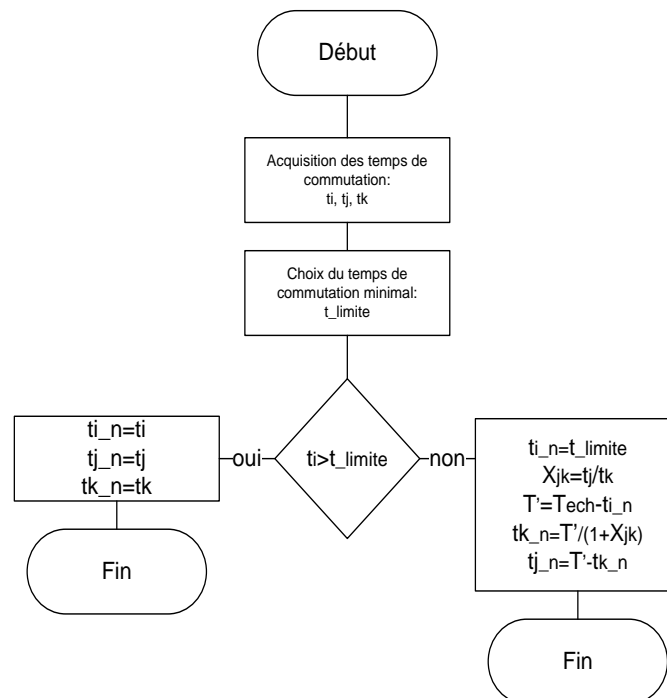 Début
Acquisition des temps de
commutation:
ti, tj, tk
Choix du temps de
commutation minimal:
t_limite
ti>t_limite
oui
non
ti_n=ti
tj_n=tj
tk_n=tk
Fin
ti_n=t_limite
Xjk=tj/tk
T'=Tech-ti_n
tk_n=T'/(1+Xjk)
tj_n=T'-tk_n
Fin